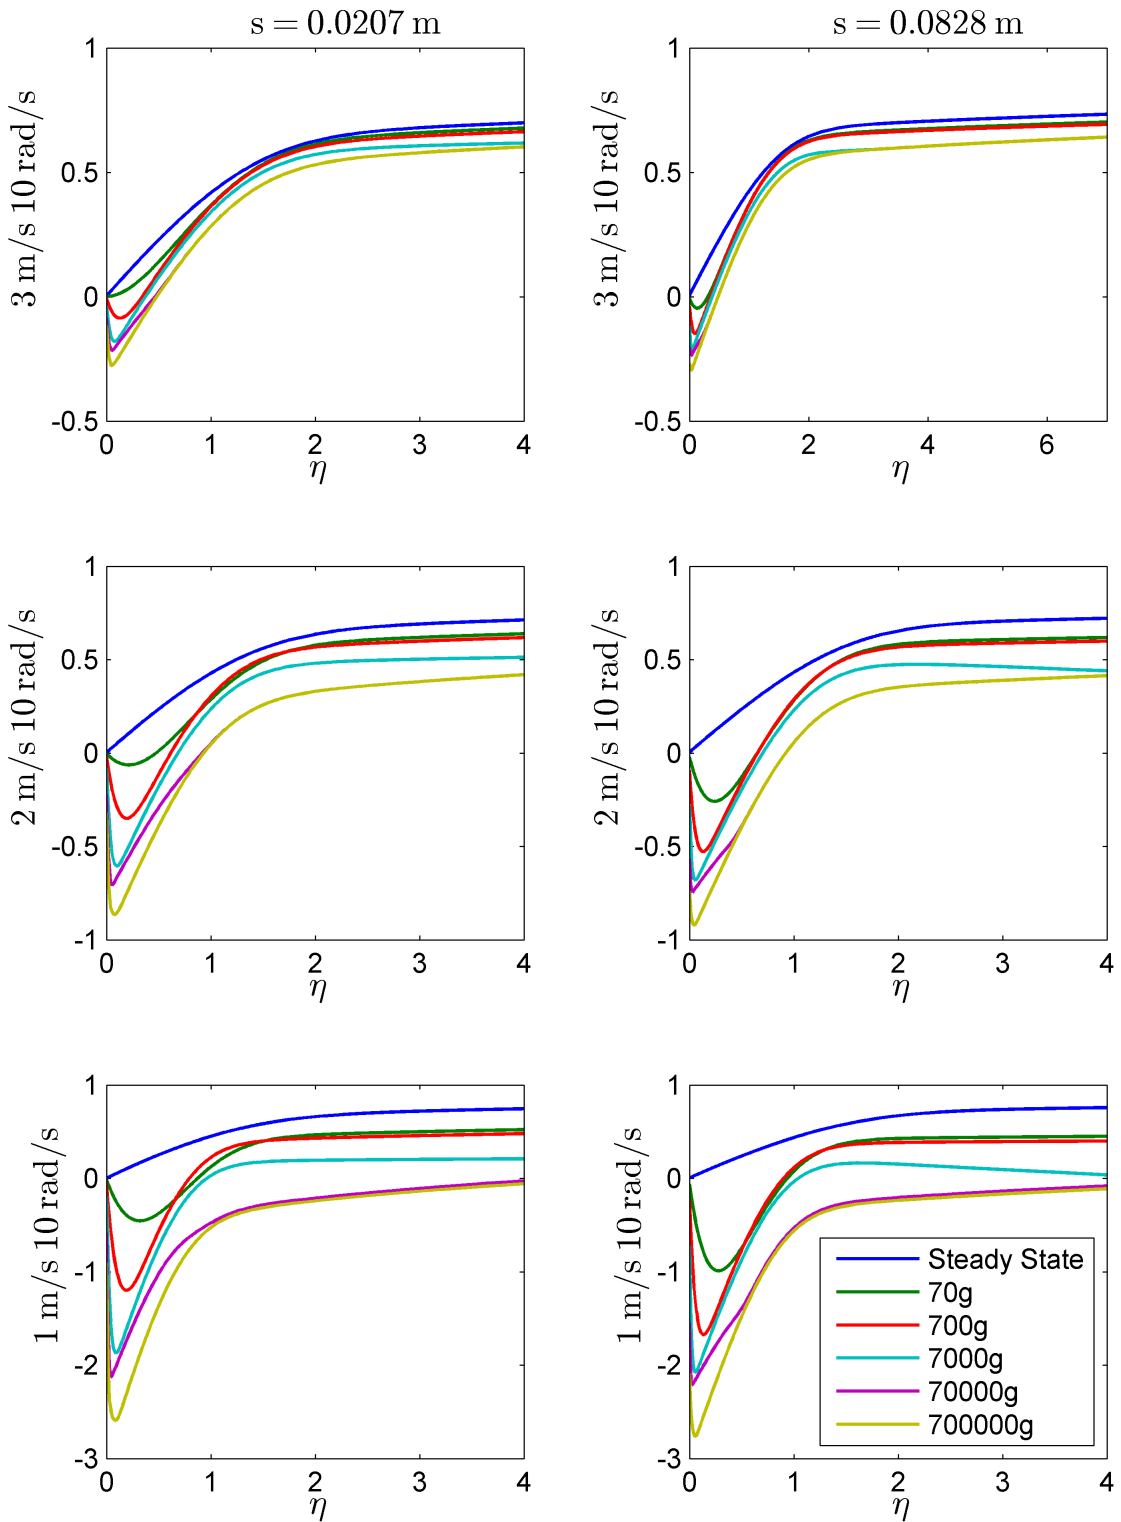 s = 0.0207 m
s = 0.0828 m
3 m/s 10 rad/s
1
0.5
0
-0.5
0 1 2 3 4
η
3 m/s 10 rad/s
1
0.5
0
-0.5
0 2 4 6
η
2 m/s 10 rad/s
1
0.5
0
-0.5
-1
0 1 2 3 4
η
2 m/s 10 rad/s
1
0.5
0
-0.5
-1
0 1 2 3 4
η
1 m/s 10 rad/s
1
0
-1
-2
-3
0 1 2 3 4
η
1 m/s 10 rad/s
1
0
-1
-2
-3
0 1 2 3 4
η
Steady State
70g
700g
7000g
70000g
700000g